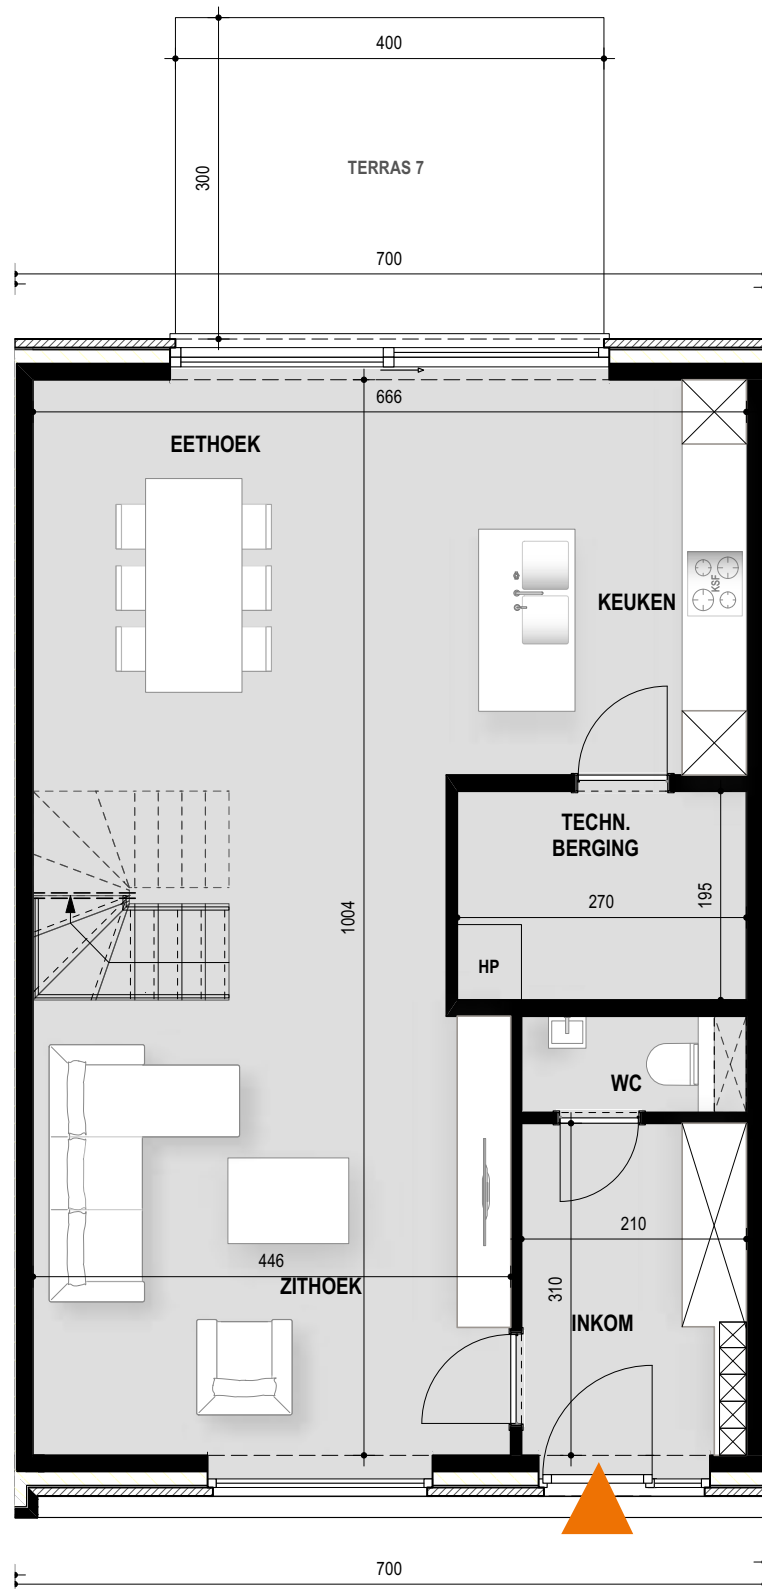 400
300
TERRAS 7
700
666
EETHOEK
KEUKEN
KSF
TECHN.
BERGING
270
195
1004
HP
WC
210
446
310
ZITHOEK
INKOM
700